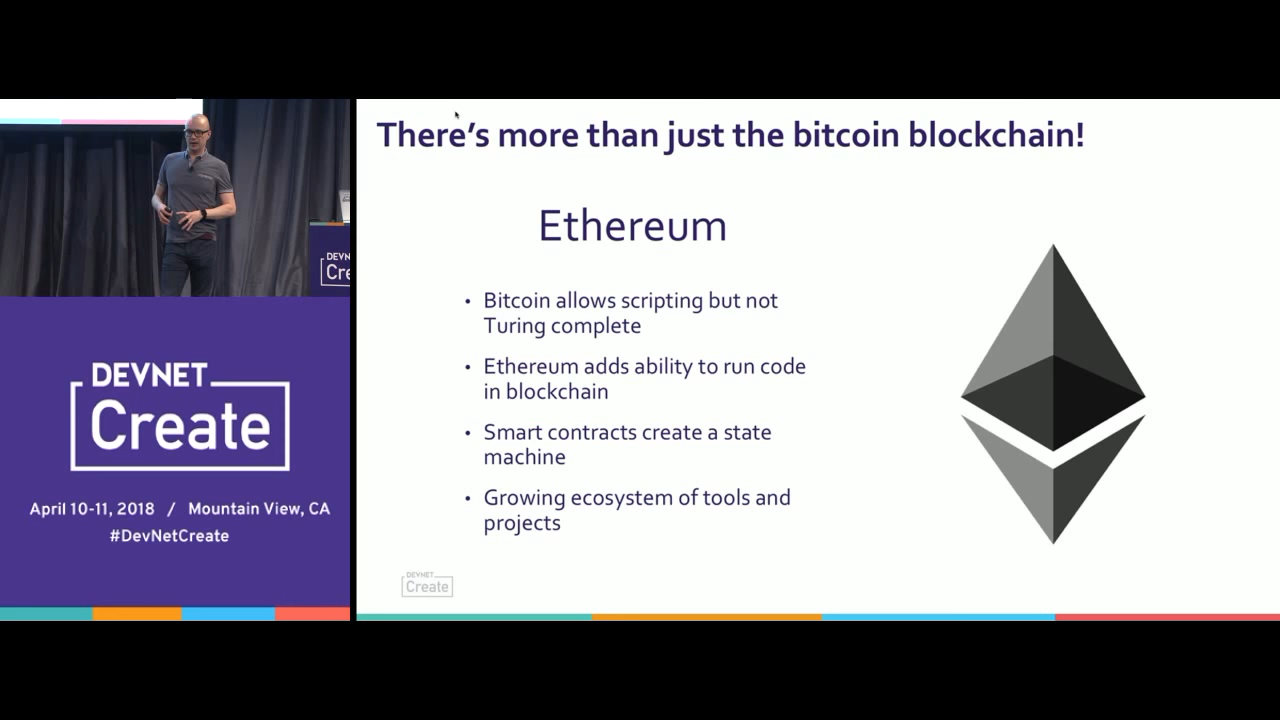 There's more than just the bitcoin blockchain!
Ethereum
• Bitcoin allows scripting but not
Turing complete
• Ethereum adds ability to run code
in blockchain
• Smart contracts create a state
machine
• Growing ecosystem of tools and
projects
DEVNET
Create
DEVNET
Create
April 10-11, 2018 / Mountain View, CA
#DevNetCreate